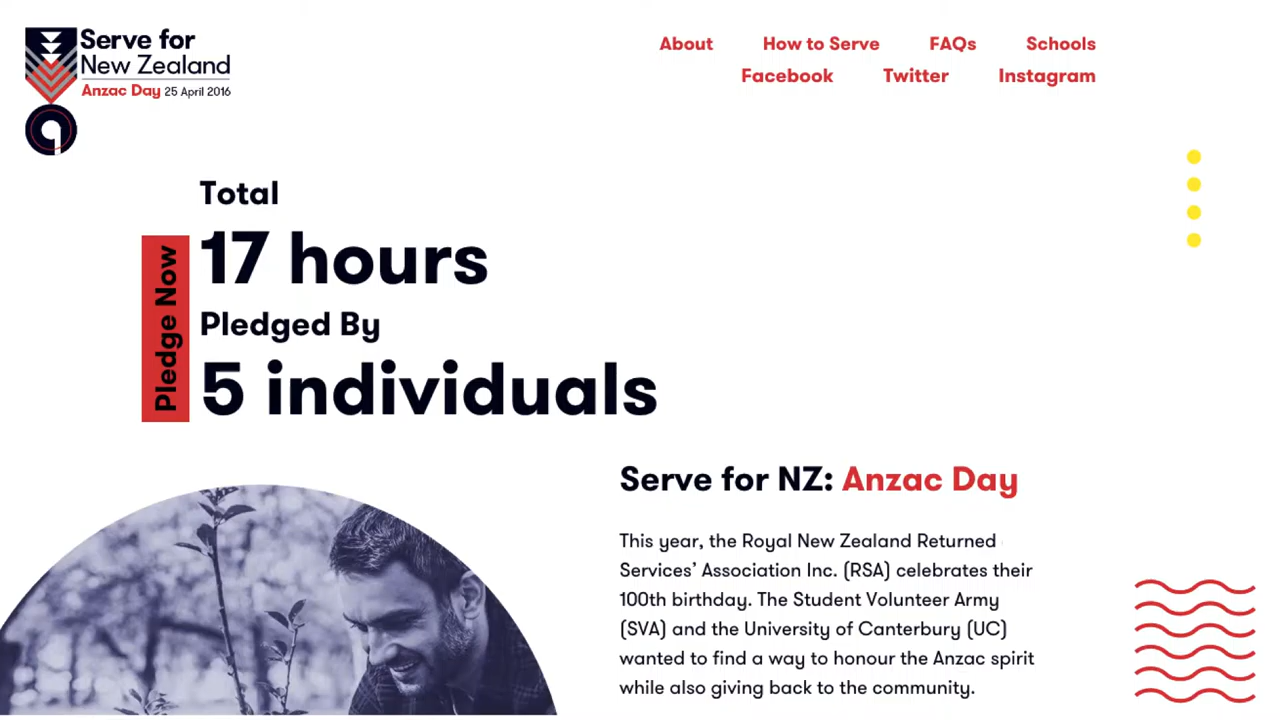 Serve for
New Zealand
Anzac Day 25 April 2016
About How to Serve FAQs Schools
Facebook Twitter Instagram
Total
17 hours
Pledged By
5 individuals
Pledge Now
Serve for NZ: Anzac Day
This year, the Royal New Zealand Returned
Services’ Association Inc. (RSA) celebrates their
100th birthday. The Student Volunteer Army
(SVA) and the University of Canterbury (UC)
wanted to find a way to honour the Anzac spirit
while also giving back to the community.